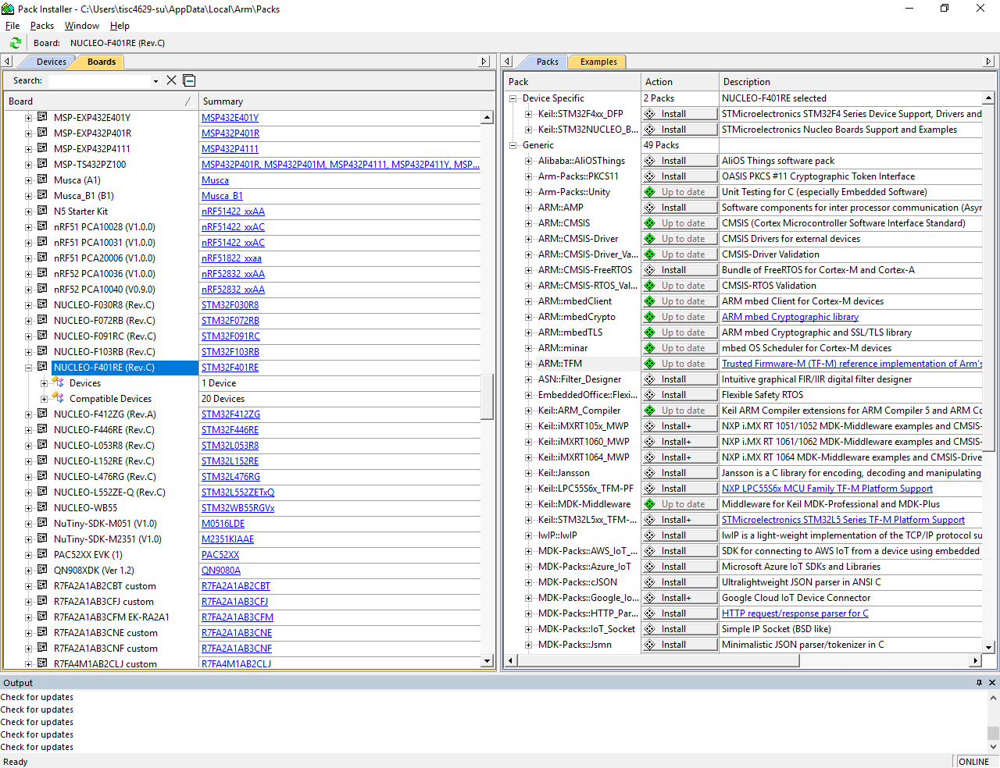 Pack Installer - C:\Users\tisc4629-su\AppData\Local\Arm\Packs
File Packs Window Help
Board: NUCLEO-F401RE (Rev.C)
Devices Boards
Search:
Board Summary
MSP-EXP432E401Y MSP432E401Y
MSP-EXP432P401R MSP432P401R
MSP-EXP432P4111 MSP432P4111
MSP-TS432PZ100 MSP432P401R, MSP432P401M, MSP432P4111, MSP432P411Y, MSP...
Musca (A1) Musca
Musca_B1 (B1) Musca_B1
N5 Starter Kit nRF51422_xxAA
nRF51 PCA10028 (V1.0.0) nRF51422_xxAC
nRF51 PCA10031 (V1.0.0) nRF51422_xxAC
nRF51 PCA20006 (V1.0.0) nRF51822_xxaa
nRF52 PCA10036 (V1.0.0) nRF52832_xxAA
nRF52 PCA10040 (V0.9.0) nRF52832_xxAA
NUCLEO-F030R8 (Rev.C) STM32F030R8
NUCLEO-F072RB (Rev.C) STM32F072RB
NUCLEO-F091RC (Rev.C) STM32F091RC
NUCLEO-F103RB (Rev.C) STM32F103RB
NUCLEO-F401RE (Rev.C) STM32F401RE
Devices 1 Device
Compatible Devices 20 Devices
NUCLEO-F412ZG (Rev.A) STM32F412ZG
NUCLEO-F446RE (Rev.C) STM32F446RE
NUCLEO-L053R8 (Rev.C) STM32L053R8
NUCLEO-L152RE (Rev.C) STM32L152RE
NUCLEO-L476RG (Rev.C) STM32L476RG
NUCLEO-L552ZE-Q (Rev.C) STM32L552ZETxQ
NUCLEO-WB55 STM32WB55RGVx
NuTiny-SDK-M051 (V1.0) M0516LDE
NuTiny-SDK-M2351 (V1.0) M2351KIAAE
PAC52XX EVK (1) PAC52XX
QN908XDK (Ver 1.2) QN9080A
R7FA2A1AB2CBT custom R7FA2A1AB2CBT
R7FA2A1AB3CFJ custom R7FA2A1AB3CFJ
R7FA2A1AB3CFM EK-RA2A1 R7FA2A1AB3CFM
R7FA2A1AB3CNE custom R7FA2A1AB3CNE
R7FA2A1AB3CNF custom R7FA2A1AB3CNF
R7FA4M1AB2CLJ custom R7FA4M1AB2CLJ
Packs Examples
Pack Action Description
Device Specific 2 Packs NUCLEO-F401RE selected
Keil::STM32F4xx_DFP Install STMicroelectronics STM32F4 Series Device Support, Drivers and
Keil::STM32NUCLEO_B... Install STMicroelectronics Nucleo Boards Support and Examples
Generic 49 Packs
Alibaba::AliOSThings Install AliOS Things software pack
Arm-Packs::PKCS11 Install OASIS PKCS #11 Cryptographic Token Interface
Arm-Packs::Unity Up to date Unit Testing for C (especially Embedded Software)
ARM::AMP Install Software components for inter processor communication (Asyr
ARM::CMSIS Up to date CMSIS (Cortex Microcontroller Software Interface Standard)
ARM::CMSIS-Driver Up to date CMSIS Drivers for external devices
ARM::CMSIS-Driver_Va... Up to date CMSIS-Driver Validation
ARM::CMSIS-FreeRTOS Install Bundle of FreeRTOS for Cortex-M and Cortex-A
ARM::CMSIS-RTOS_Val... Up to date CMSIS-RTOS Validation
ARM::mbedClient Up to date ARM mbed Client for Cortex-M devices
ARM::mbedCrypto Up to date ARM mbed Cryptographic library
ARM::mbedTLS Up to date ARM mbed Cryptographic and SSL/TLS library
ARM::minar Up to date mbed OS Scheduler for Cortex-M devices
ARM::TFM Up to date Trusted Firmware-M (TF-M) reference implementation of Arm's
ASN::Filter_Designer Install Intuitive graphical FIR/IIR digital filter designer
EmbeddedOffice::Flexi... Install Flexible Safety RTOS
Keil::ARM_Compiler Up to date Keil ARM Compiler extensions for ARM Compiler 5 and ARM Cc
Keil::iMXRT105x_MWP Install+ NXP i.MX RT 1051/1052 MDK-Middleware examples and CMSIS-
Keil::iMXRT1060_MWP Install+ NXP i.MX RT 1061/1062 MDK-Middleware examples and CMSIS-
Keil::iMXRT1064_MWP Install+ NXP i.MX RT 1064 MDK-Middleware examples and CMSIS-Drive
Keil::Jansson Install Jansson is a C library for encoding, decoding and manipulating
Keil::LPC55S6x_TFM-PF Install NXP LPC55S6x MCU Family TF-M Platform Support
Keil::MDK-Middleware Up to date Middleware for Keil MDK-Professional and MDK-Plus
Keil::STM32L5xx_TFM-... Install+ STMicroelectronics STM32L5 Series TF-M Platform Support
lwIP::lwIP Install lwIP is a light-weight implementation of the TCP/IP protocol su
MDK-Packs::AWS_IoT_... Install SDK for connecting to AWS IoT from a device using embedded
MDK-Packs::Azure_IoT Install Microsoft Azure IoT SDKs and Libraries
MDK-Packs::cJSON Install Ultralightweight JSON parser in ANSI C
MDK-Packs::Google_Io... Install+ Google Cloud IoT Device Connector
MDK-Packs::HTTP_Par... Install HTTP request/response parser for C
MDK-Packs::IoT_Socket Install Simple IP Socket (BSD like)
MDK-Packs::Jsmn Install Minimalistic JSON parser/tokenizer in C
Output
Check for updates
Check for updates
Check for updates
Check for updates
Check for updates
Ready ONLINE